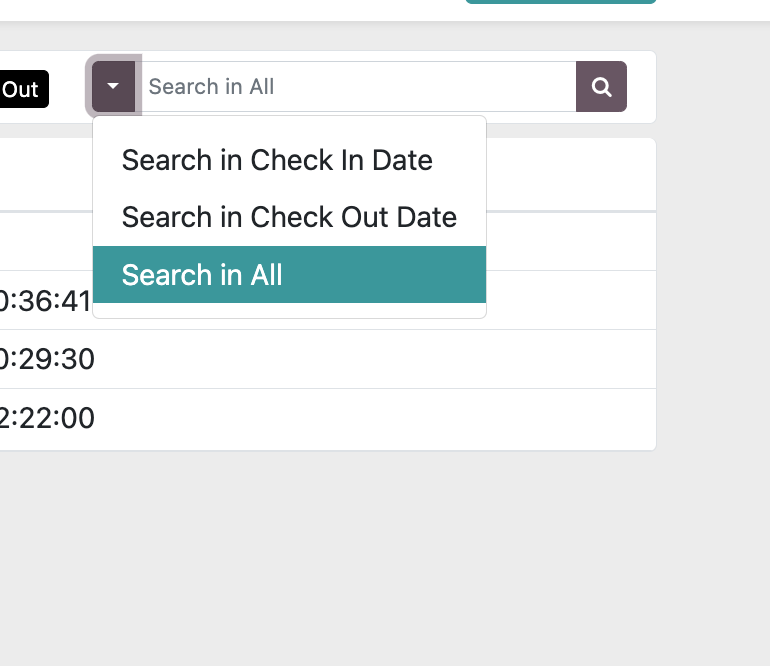 Out
Search in All
Search in Check In Date
Search in Check Out Date
Search in All
0:36:41
0:29:30
2:22:00